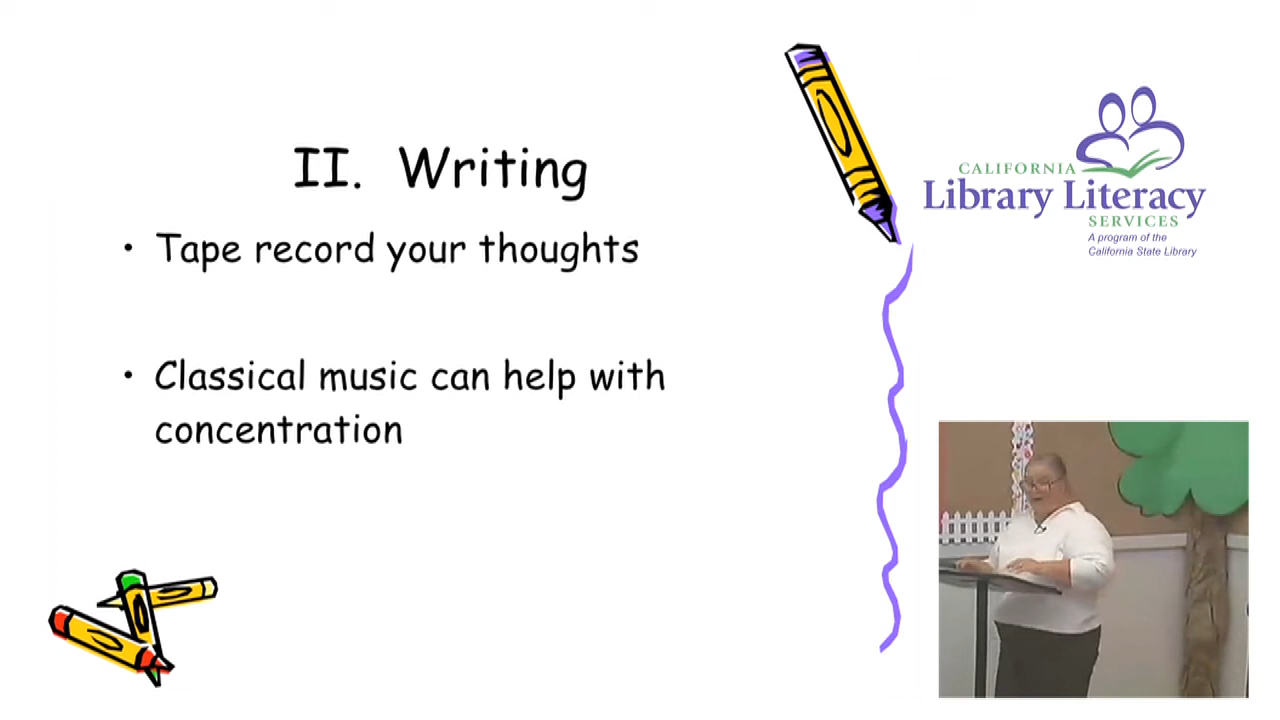 II. Writing
• Tape record your thoughts
• Classical music can help with
concentration
CALIFORNIA
Library Literacy
SERVICES
A program of the
California State Library